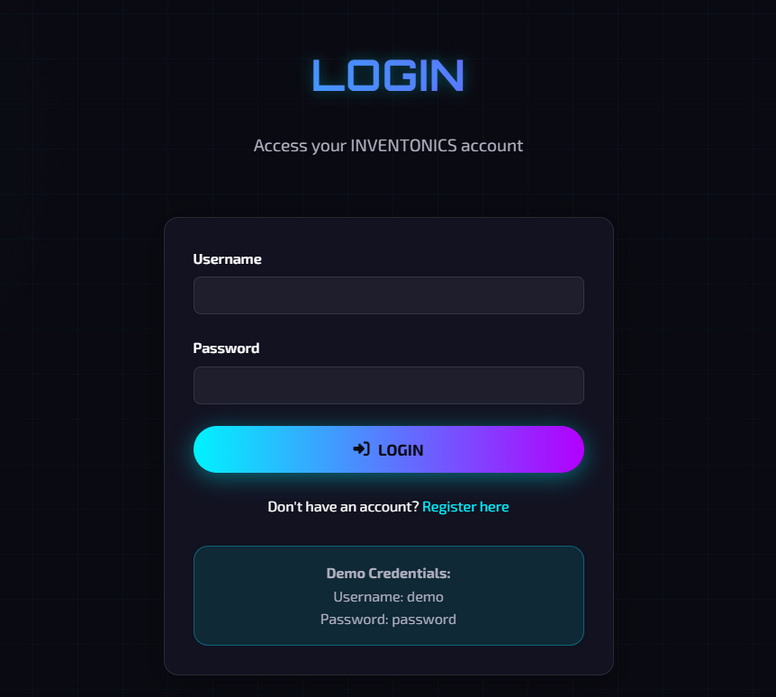 LOGIN
Access your INVENTONICS account
Username
Password
LOGIN
Don't have an account? Register here
Demo Credentials:
Username: demo
Password: password